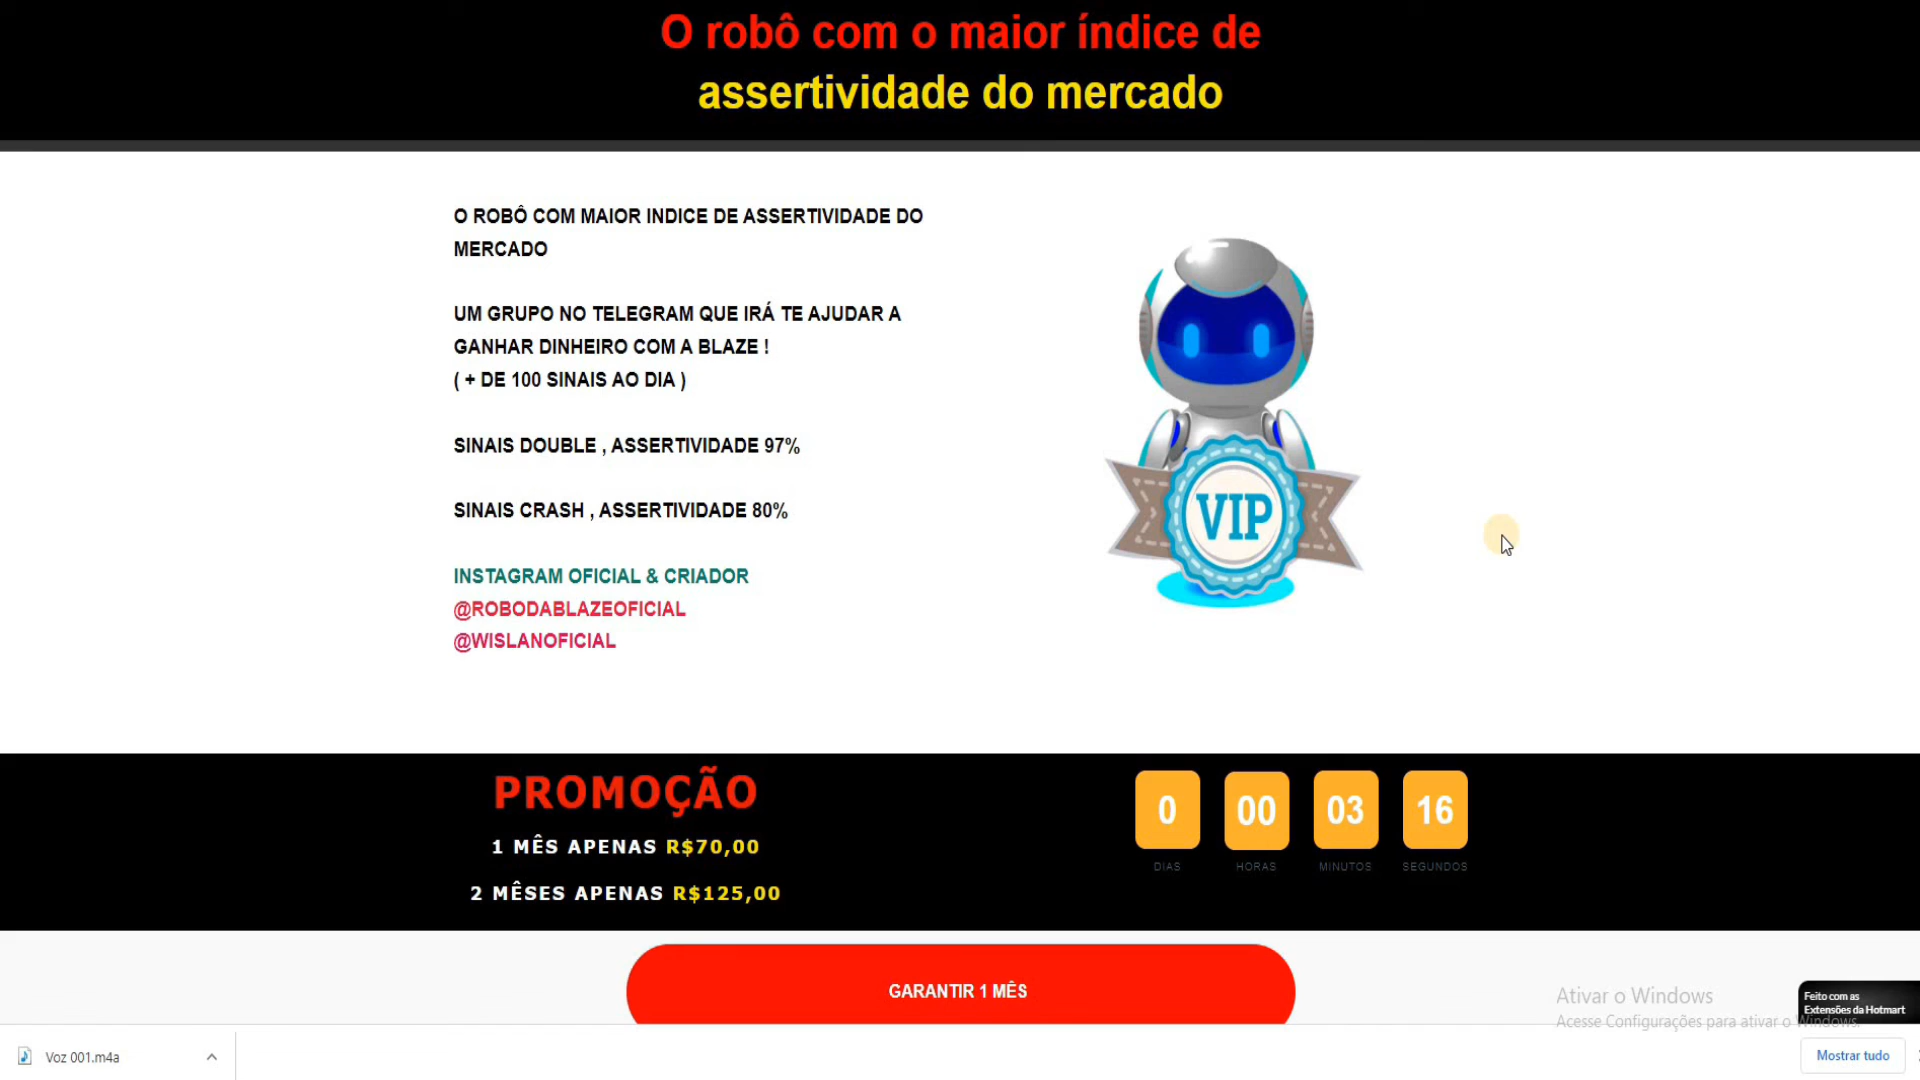 O robô com o maior índice de
assertividade do mercado
O ROBÔ COM MAIOR INDICE DE ASSERTIVIDADE DO
MERCADO
UM GRUPO NO TELEGRAM QUE IRÁ TE AJUDAR A
GANHAR DINHEIRO COM A BLAZE !
( + DE 100 SINAIS AO DIA )
SINAIS DOUBLE , ASSERTIVIDADE 97%
SINAIS CRASH , ASSERTIVIDADE 80%
INSTAGRAM OFICIAL & CRIADOR
@ROBODABLAZEOFICIAL
@WISLANOFICIAL
VIP
PROMOÇÃO
1 MÊS APENAS R$70,00
2 MÊSES APENAS R$125,00
0 00 03 16
DIAS HORAS MINUTOS SEGUNDOS
GARANTIR 1 MÊS
Ativar o Windows
Acesse Configurações para ativar o Windows.
Feito com as
Extensões da Hotmart
Voz 001.m4a
Mostrar tudo